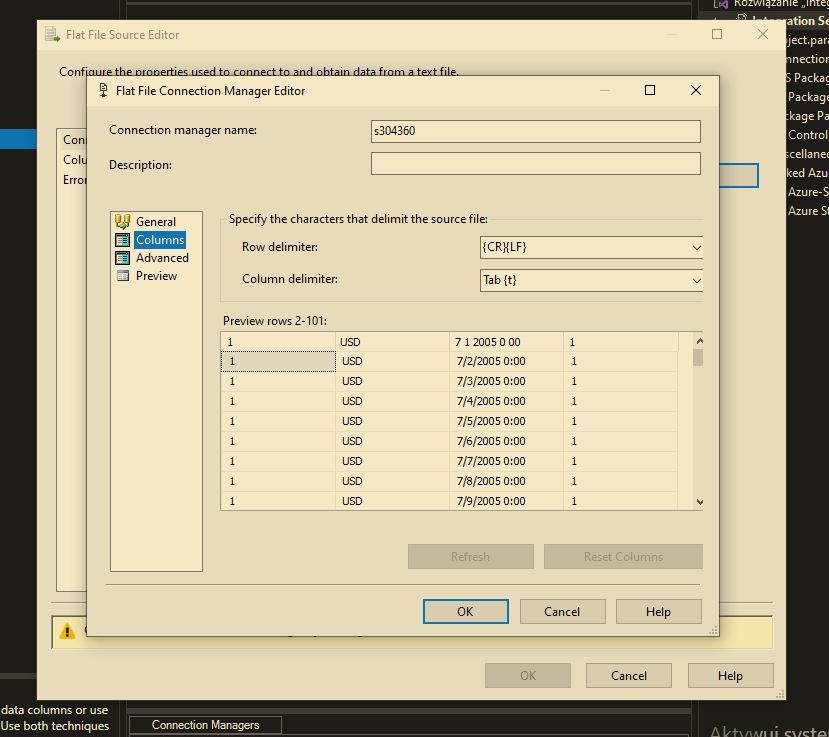 Rozwiązanie „Integ
Flat File Source Editor
Integration Se
Configure the properties used to connect to and obtain data from a text file.
Flat File Connection Manager Editor
Connection manager name:
s304360
Description:
General
Columns
Advanced
Preview
Specify the characters that delimit the source file:
Row delimiter:
{CR}{LF}
Column delimiter:
Tab {t}
Preview rows 2-101:
1 USD 7 1 2005 0 00 1
1 USD 7/2/2005 0:00 1
1 USD 7/3/2005 0:00 1
1 USD 7/4/2005 0:00 1
1 USD 7/5/2005 0:00 1
1 USD 7/6/2005 0:00 1
1 USD 7/7/2005 0:00 1
1 USD 7/8/2005 0:00 1
1 USD 7/9/2005 0:00 1
Refresh
Reset Columns
OK
Cancel
Help
Conn
Colu
Error
ject.para
nnection
S Package
Package
ckage Pa
Control
scellaned
ked Azu
Azure-S
Azure St
OK
Cancel
Help
data columns or use
Use both techniques
Connection Managers
Aktywuj system